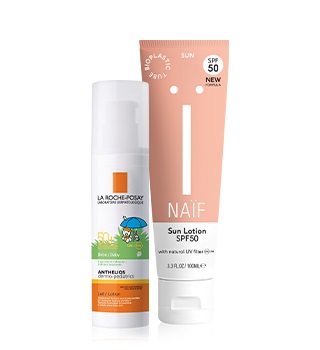 BIOPLASTIC TUBE
SUN
SPF
50
NEW
FORMULA
NAÏF
Sun Lotion
SPF50
with natural UV filter
3.3 FL.OZ / 100ML
LA ROCHE-POSAY
LABORATOIRE DERMATOLOGIQUE
50+
Bébé / Baby
ANTHELIOS
dermo-pediatrics
Lait / Lotion